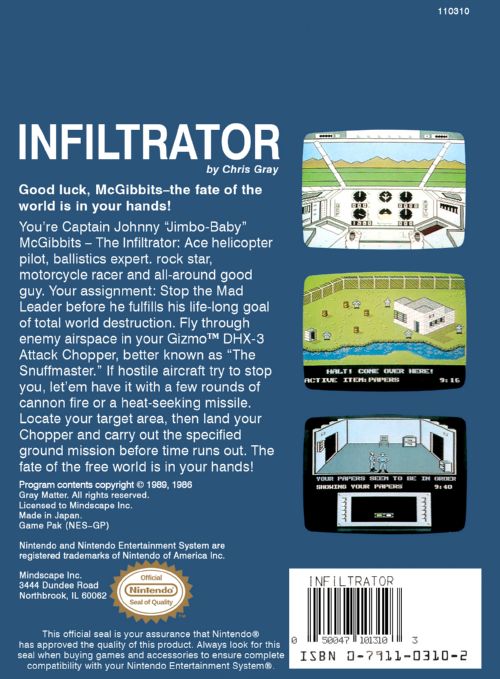 110310
INFILTRATOR
by Chris Gray
Good luck, McGibbits–the fate of the
world is in your hands!
You're Captain Johnny "Jimbo-Baby"
McGibbits – The Infiltrator: Ace helicopter
pilot, ballistics expert. rock star,
motorcycle racer and all-around good
guy. Your assignment: Stop the Mad
Leader before he fulfills his life-long goal
of total world destruction. Fly through
enemy airspace in your Gizmo™ DHX-3
Attack Chopper, better known as "The
Snuffmaster." If hostile aircraft try to stop
you, let'em have it with a few rounds of
cannon fire or a heat-seeking missile.
Locate your target area, then land your
Chopper and carry out the specified
ground mission before time runs out. The
fate of the free world is in your hands!
Program contents copyright © 1989, 1986
Gray Matter. All rights reserved.
Licensed to Mindscape Inc.
Made in Japan.
Game Pak (NES–GP)
Nintendo and Nintendo Entertainment System are
registered trademarks of Nintendo of America Inc.
Mindscape Inc.
3444 Dundee Road
Northbrook, IL 60062
Official
Nintendo
Seal of Quality
TM
This official seal is your assurance that Nintendo®
has approved the quality of this product. Always look for this
seal when buying games and accessories to ensure complete
compatibility with your Nintendo Entertainment System®.
HALT! COME OVER HERE!
ACTIVE ITEM:PAPERS 9:16
YOUR PAPERS SEEM TO BE IN ORDER
SHOWING YOUR PAPERS 9:40
INFILTRATOR
0 50047 101310 3
ISBN 0-7911-0310-2